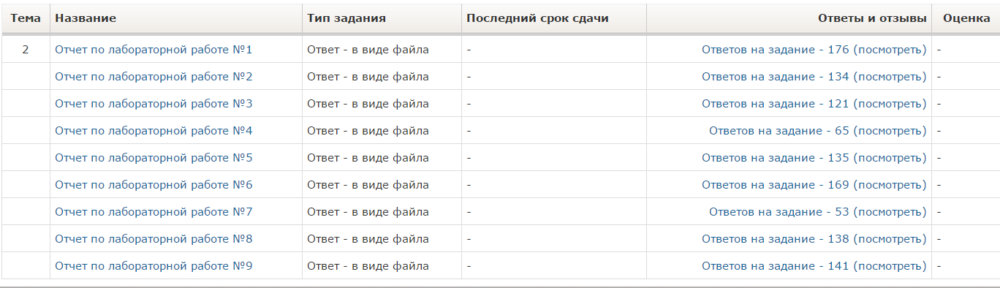 Тема Название Тип задания Последний срок сдачи Ответы и отзывы Оценка
2 Отчет по лабораторной работе №1 Ответ - в виде файла - Ответов на задание - 176 (посмотреть) -
Отчет по лабораторной работе №2 Ответ - в виде файла - Ответов на задание - 134 (посмотреть) -
Отчет по лабораторной работе №3 Ответ - в виде файла - Ответов на задание - 121 (посмотреть) -
Отчет по лабораторной работе №4 Ответ - в виде файла - Ответов на задание - 65 (посмотреть) -
Отчет по лабораторной работе №5 Ответ - в виде файла - Ответов на задание - 135 (посмотреть) -
Отчет по лабораторной работе №6 Ответ - в виде файла - Ответов на задание - 169 (посмотреть) -
Отчет по лабораторной работе №7 Ответ - в виде файла - Ответов на задание - 53 (посмотреть) -
Отчет по лабораторной работе №8 Ответ - в виде файла - Ответов на задание - 138 (посмотреть) -
Отчет по лабораторной работе №9 Ответ - в виде файла - Ответов на задание - 141 (посмотреть) -